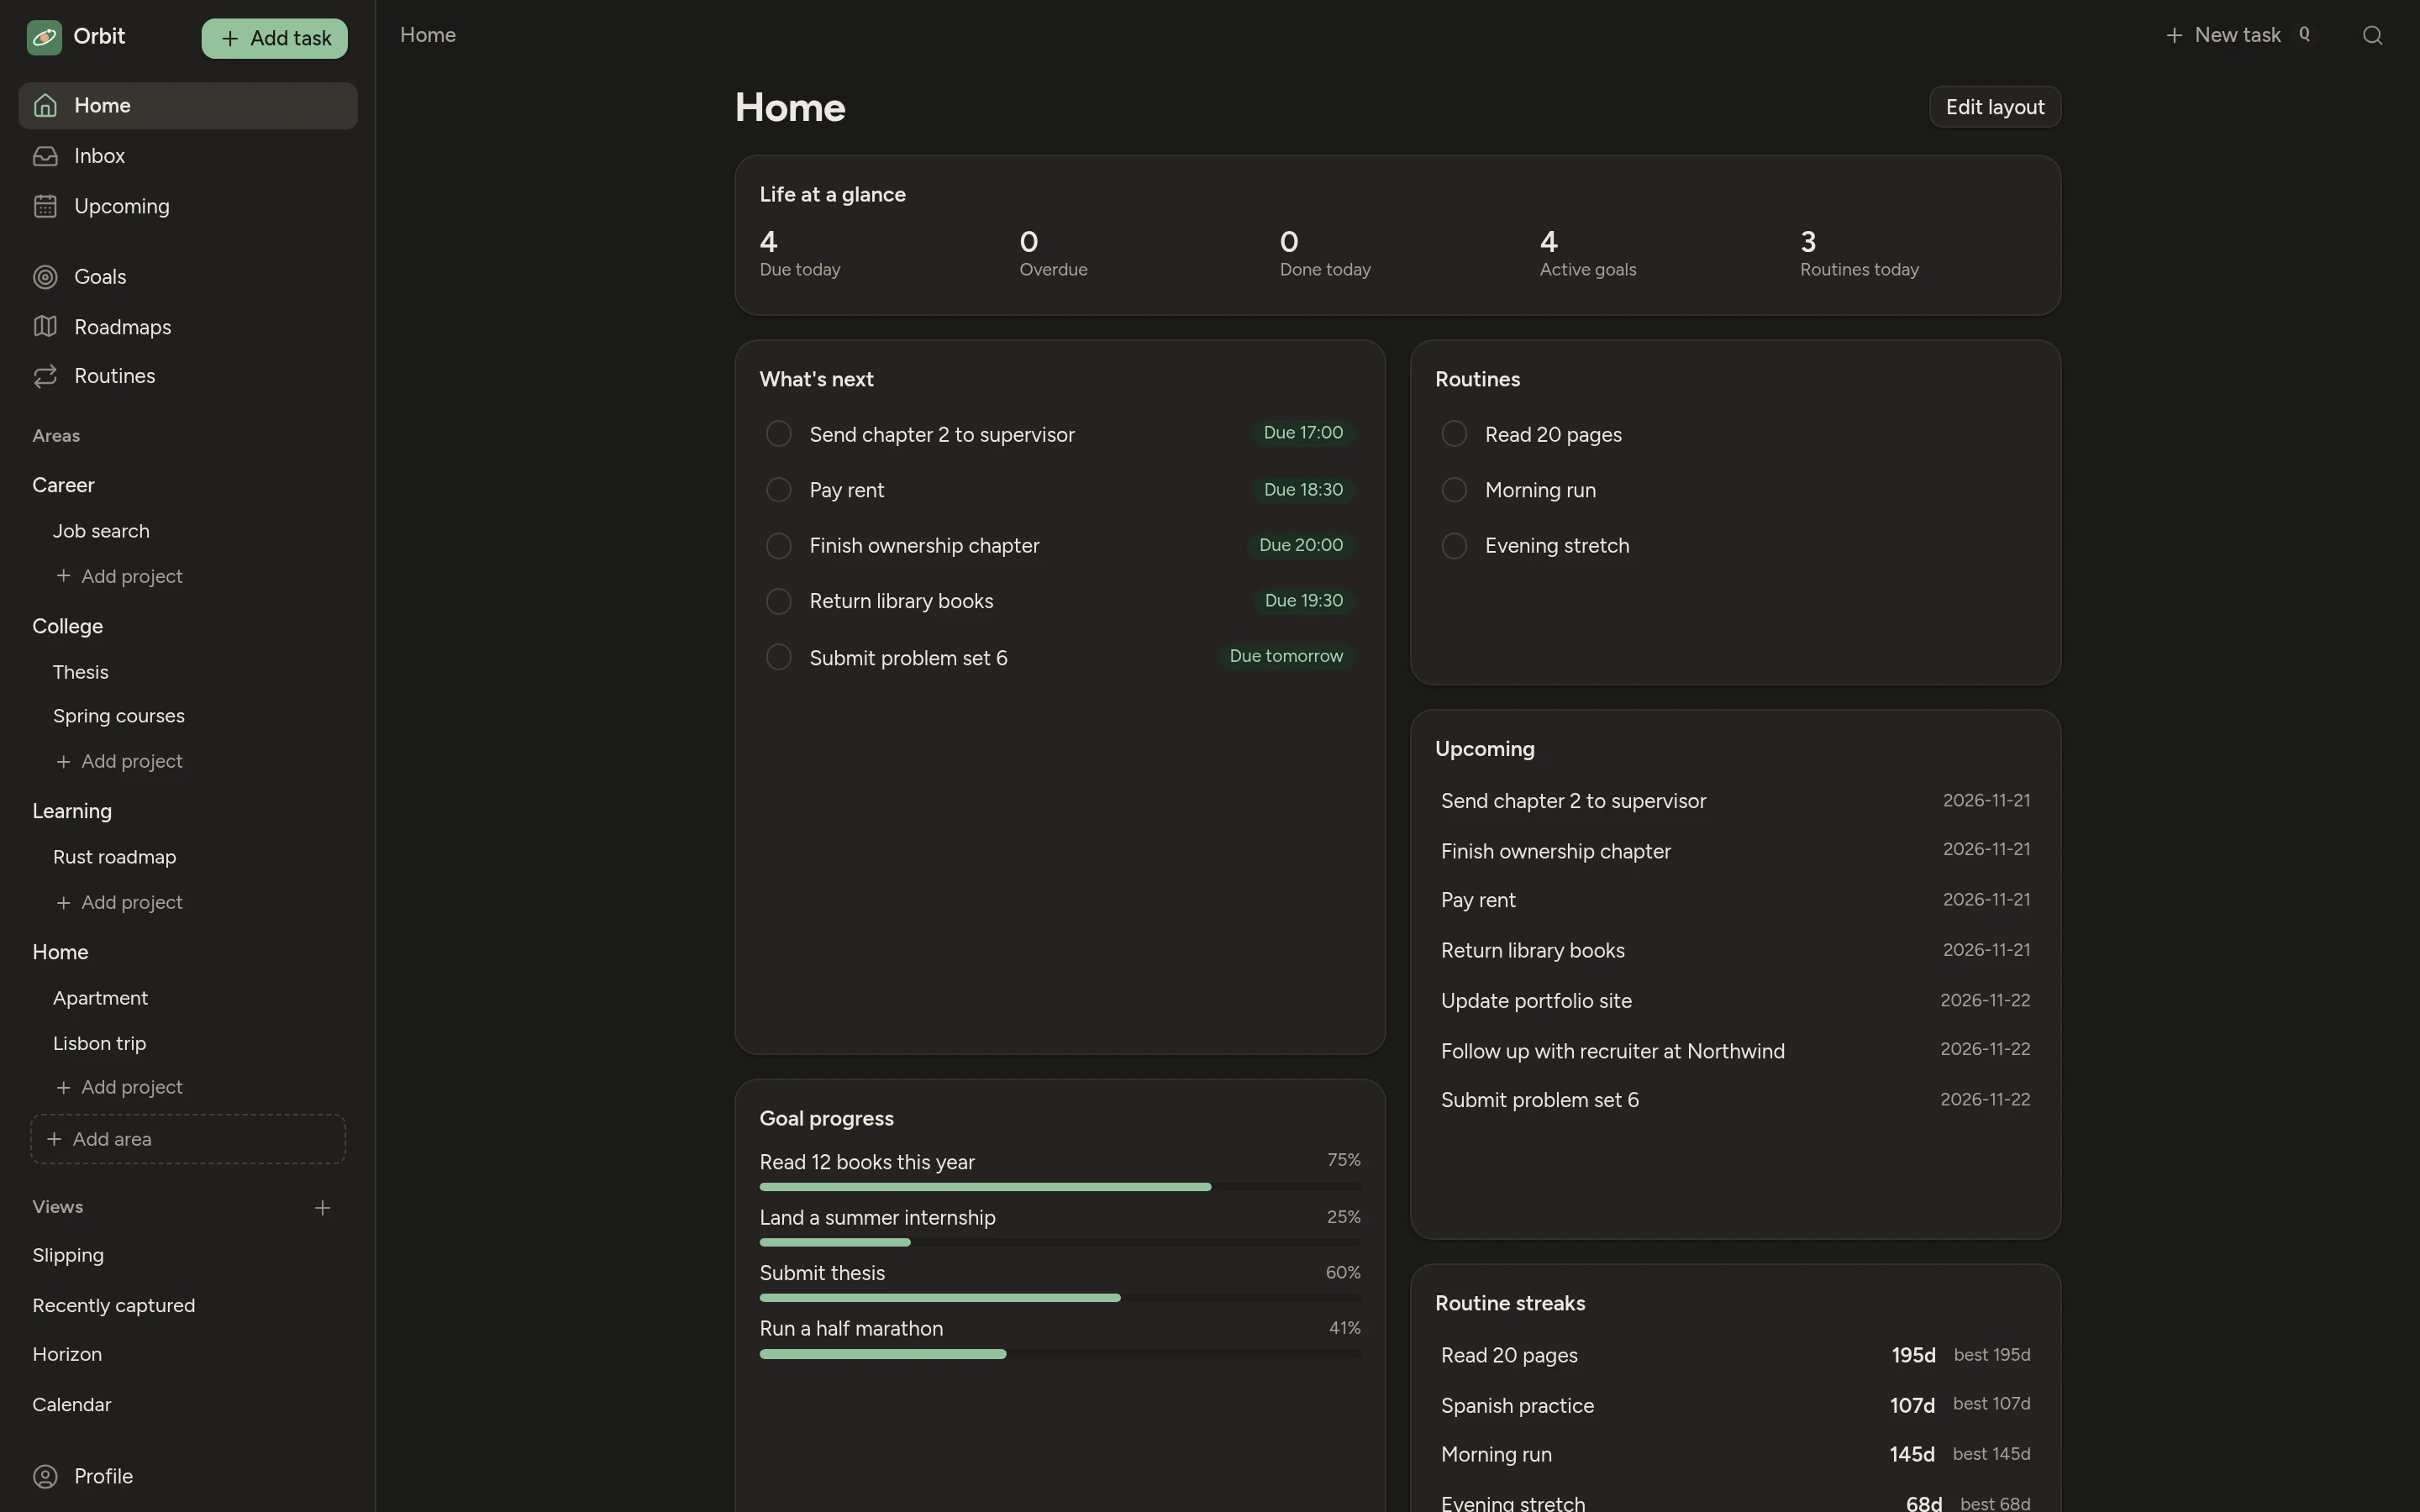 Orbit
Add task
Home
Inbox
Upcoming
Goals
Roadmaps
Routines
Areas
Career
Job search
Add project
College
Thesis
Spring courses
Add project
Learning
Rust roadmap
Add project
Home
Apartment
Lisbon trip
Add project
Add area
Views
Slipping
Recently captured
Horizon
Calendar
Profile
Home
New task Q
Home
Edit layout
Life at a glance
4
Due today
0
Overdue
0
Done today
4
Active goals
3
Routines today
What's next
Send chapter 2 to supervisor Due 17:00
Pay rent Due 18:30
Finish ownership chapter Due 20:00
Return library books Due 19:30
Submit problem set 6 Due tomorrow
Goal progress
Read 12 books this year 75%
Land a summer internship 25%
Submit thesis 60%
Run a half marathon 41%
Routines
Read 20 pages
Morning run
Evening stretch
Upcoming
Send chapter 2 to supervisor 2026-11-21
Finish ownership chapter 2026-11-21
Pay rent 2026-11-21
Return library books 2026-11-21
Update portfolio site 2026-11-22
Follow up with recruiter at Northwind 2026-11-22
Submit problem set 6 2026-11-22
Routine streaks
Read 20 pages 195d best 195d
Spanish practice 107d best 107d
Morning run 145d best 145d
Evening stretch 68d best 68d